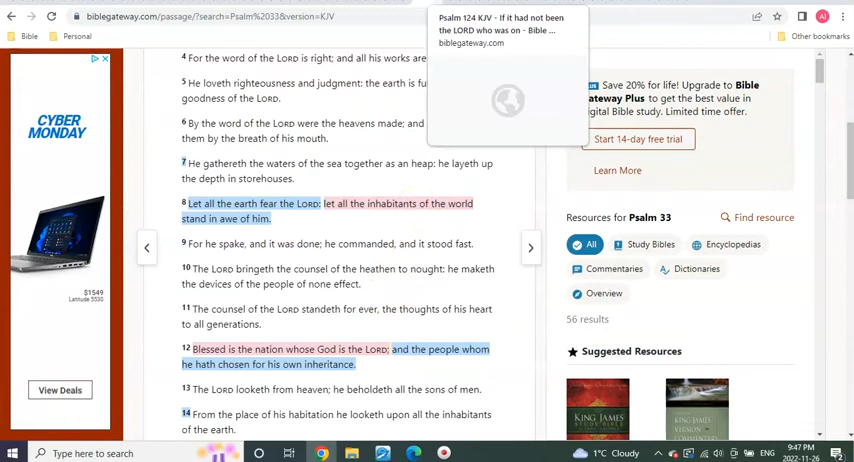 biblegateway.com/passage/?search=Psalm%2033&version=KJV
AI
Bible
Personal
Other bookmarks
Psalm 124 KJV - If it had not been
the LORD who was on - Bible ...
biblegateway.com
CYBER
MONDAY
$1549
Latitude 5530
View Deals
4 For the word of the LORD is right; and all his works are
5 He loveth righteousness and judgment: the earth is fu
goodness of the LORD.
6 By the word of the LORD were the heavens made; and
them by the breath of his mouth.
7 He gathereth the waters of the sea together as an heap: he layeth up
the depth in storehouses.
8 Let all the earth fear the LORD: let all the inhabitants of the world
stand in awe of him.
9 For he spake, and it was done; he commanded, and it stood fast.
10 The LORD bringeth the counsel of the heathen to nought: he maketh
the devices of the people of none effect.
11 The counsel of the LORD standeth for ever, the thoughts of his heart
to all generations.
12 Blessed is the nation whose God is the LORD; and the people whom
he hath chosen for his own inheritance.
13 The LORD looketh from heaven; he beholdeth all the sons of men.
14 From the place of his habitation he looketh upon all the inhabitants
of the earth.
PLUS Save 20% for life! Upgrade to Bible
ateway Plus to get the best value in
igital Bible study. Limited time offer.
Start 14-day free trial
Learn More
Resources for Psalm 33
Find resource
All
Study Bibles
Encyclopedias
Commentaries
Dictionaries
Overview
56 results
Suggested Resources
KING JAMES
STUDY BIBLE
KING JAMES
VERSION
COMMENTARY
Type here to search
1°C Cloudy
ENG
9:47 PM
2022-11-26
2